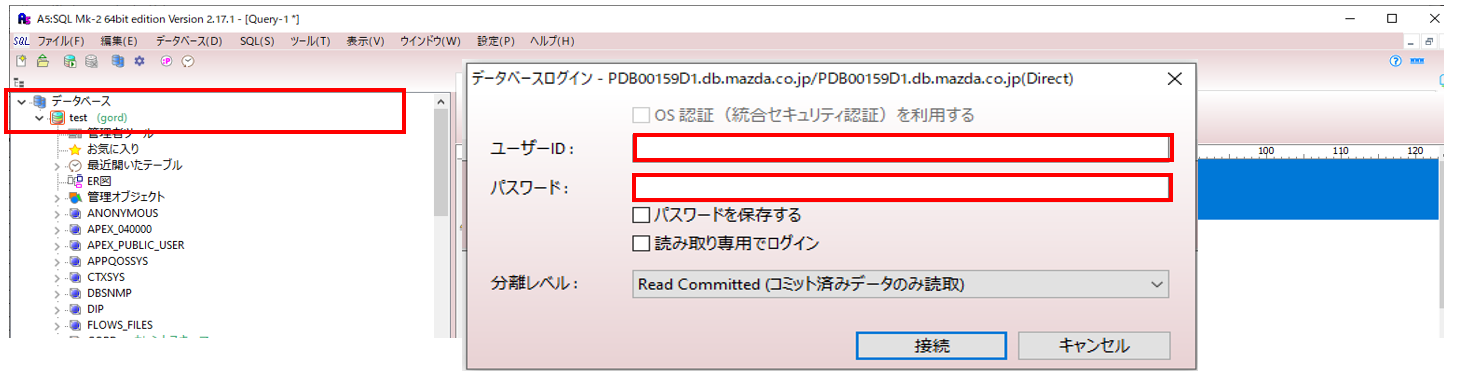 A5:SQL Mk-2 64bit edition Version 2.17.1 - [Query-1 *]
SQL ファイル(F) 編集(E) データベース(D) SQL(S) ツール(T) 表示(V) ウインドウ(W) 設定(P) ヘルプ(H)
データベース
test (gord)
管理者ツール
お気に入り
最近開いたテーブル
ER図
管理オブジェクト
ANONYMOUS
APEX_040000
APEX_PUBLIC_USER
APPQOSSYS
CTXSYS
DBSNMP
DIP
FLOWS_FILES
データベースログイン - PDB00159D1.db.mazda.co.jp/PDB00159D1.db.mazda.co.jp(Direct)
OS 認証（統合セキュリティ認証）を利用する
ユーザーID：
パスワード：
パスワードを保存する
読み取り専用でログイン
分離レベル： Read Committed (コミット済みデータのみ読取)
接続 キャンセル
100 110 120